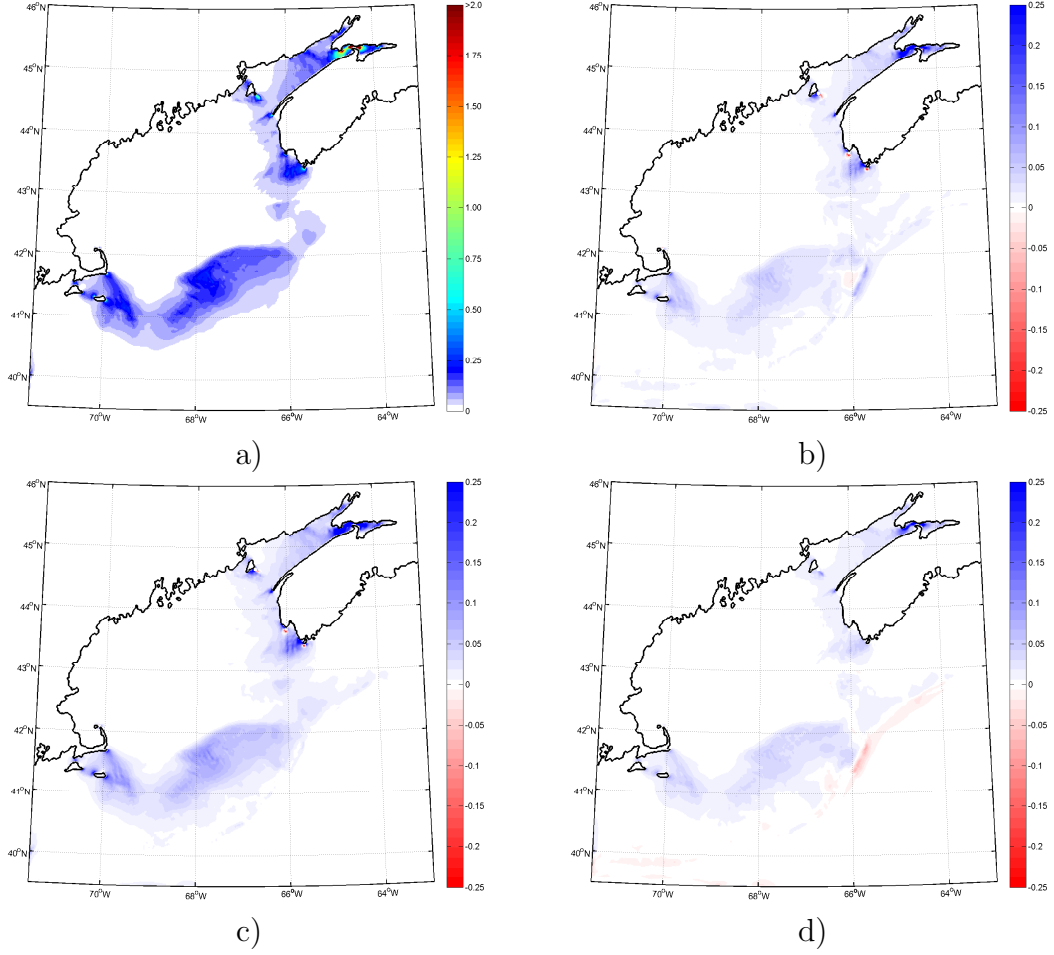 46°N
45°N
44°N
43°N
42°N
41°N
40°N
70°W
68°W
66°W
64°W
>2.0
1.75
1.50
1.25
1.00
0.75
0.50
0.25
0
a)
46°N
45°N
44°N
43°N
42°N
41°N
40°N
70°W
68°W
66°W
64°W
0.25
0.2
0.15
0.1
0.05
0
-0.05
-0.1
-0.15
-0.2
-0.25
b)
46°N
45°N
44°N
43°N
42°N
41°N
40°N
70°W
68°W
66°W
64°W
0.25
0.2
0.15
0.1
0.05
0
-0.05
-0.1
-0.15
-0.2
-0.25
c)
46°N
45°N
44°N
43°N
42°N
41°N
40°N
70°W
68°W
66°W
64°W
0.25
0.2
0.15
0.1
0.05
0
-0.05
-0.1
-0.15
-0.2
-0.25
d)